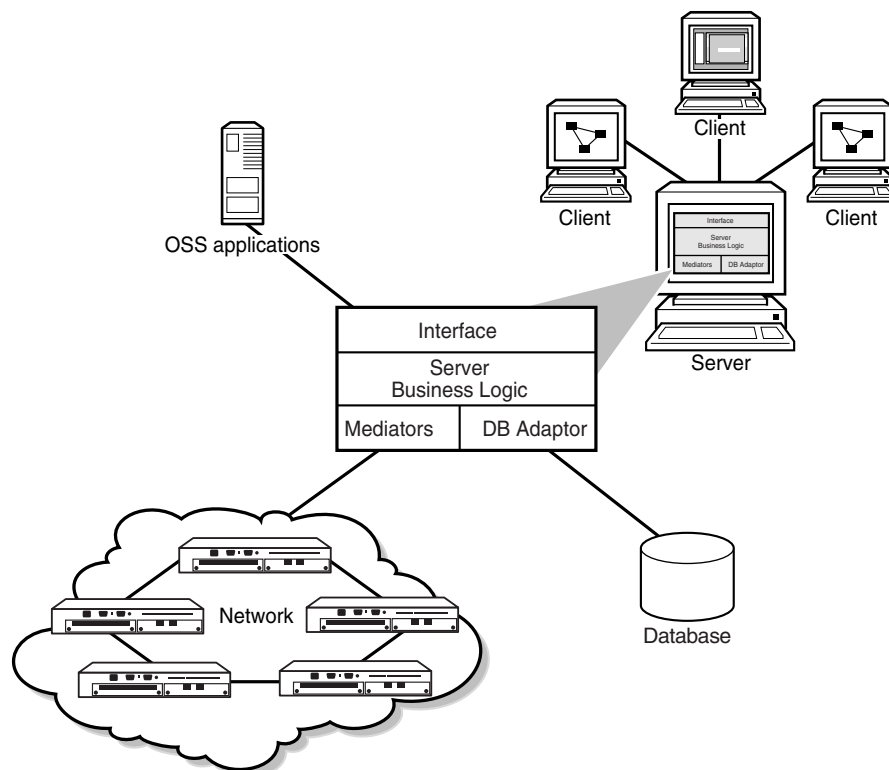 Client
Client
Client
Interface
Server
Business Logic
Mediators
DB Adaptor
Server
OSS applications
Interface
Server
Business Logic
Mediators
DB Adaptor
Network
Database